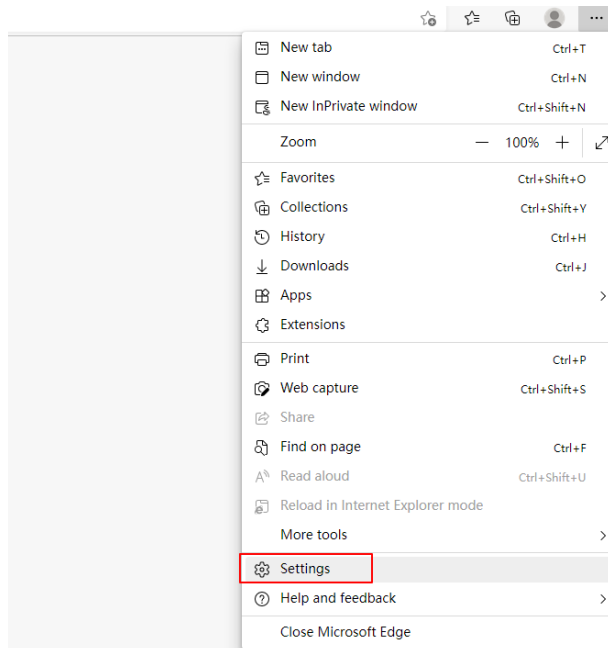 New tab Ctrl+T
New window Ctrl+N
New InPrivate window Ctrl+Shift+N
Zoom — 100% +
Favorites Ctrl+Shift+O
Collections Ctrl+Shift+Y
History Ctrl+H
Downloads Ctrl+J
Apps
Extensions
Print Ctrl+P
Web capture Ctrl+Shift+S
Share
Find on page Ctrl+F
Read aloud Ctrl+Shift+U
Reload in Internet Explorer mode
More tools
Settings
Help and feedback
Close Microsoft Edge